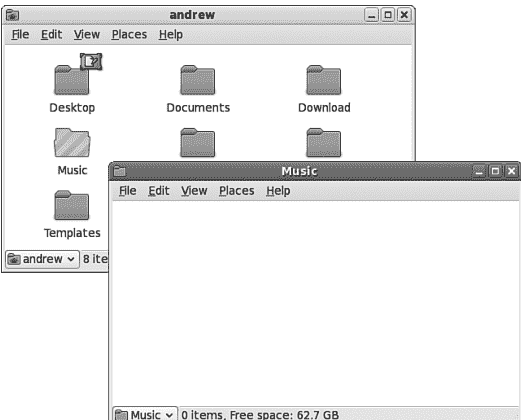 andrew
File Edit View Places Help
Desktop Documents Download
Music
Templates
andrew 8 ite
Music
File Edit View Places Help
Music 0 items, Free space: 62.7 GB